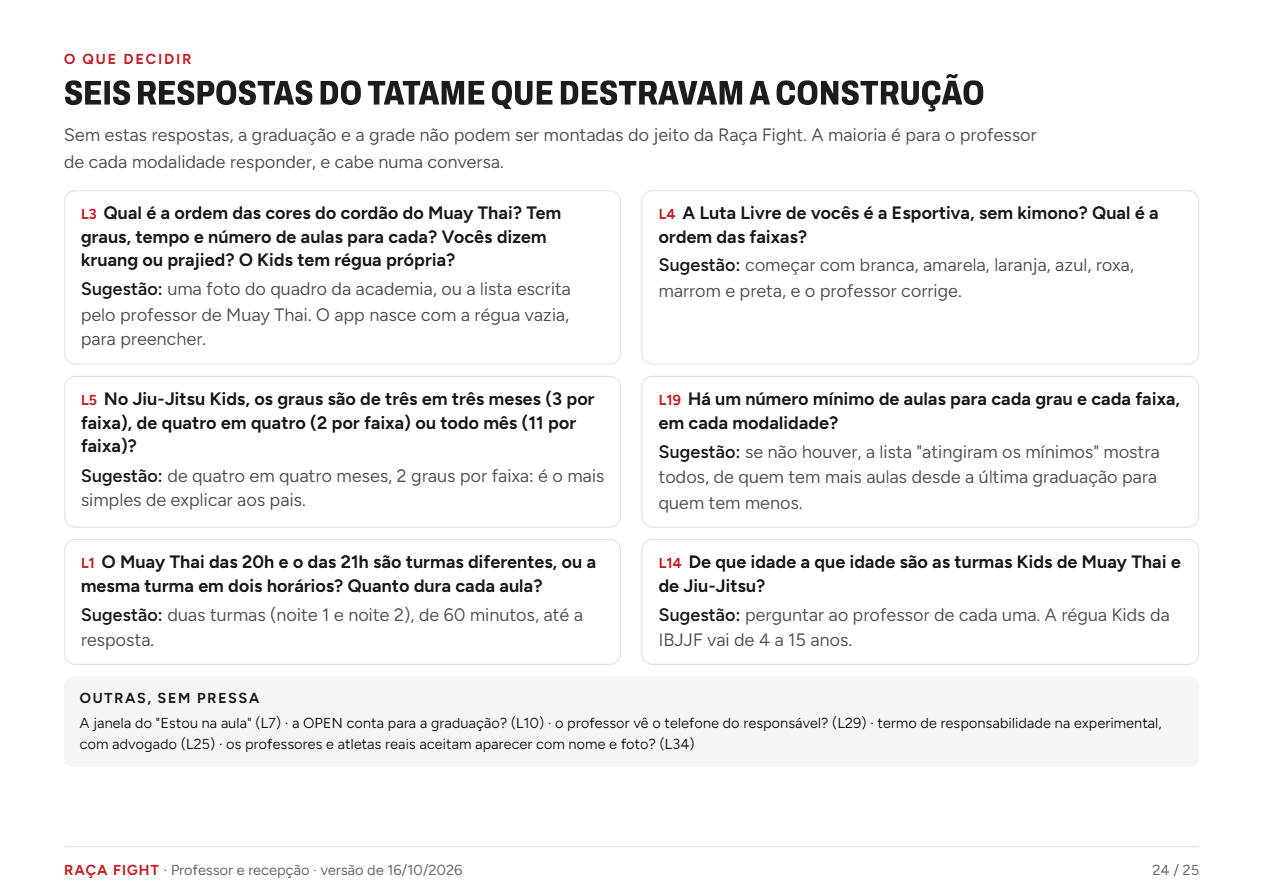 O QUE DECIDIR
SEIS RESPOSTAS DO TATAME QUE DESTRAVAM A CONSTRUÇÃO
Sem estas respostas, a graduação e a grade não podem ser montadas do jeito da Raça Fight. A maioria é para o professor
de cada modalidade responder, e cabe numa conversa.
L3 Qual é a ordem das cores do cordão do Muay Thai? Tem
graus, tempo e número de aulas para cada? Vocês dizem
kruang ou prajied? O Kids tem régua própria?
Sugestão: uma foto do quadro da academia, ou a lista escrita
pelo professor de Muay Thai. O app nasce com a régua vazia,
para preencher.
L4 A Luta Livre de vocês é a Esportiva, sem kimono? Qual é a
ordem das faixas?
Sugestão: começar com branca, amarela, laranja, azul, roxa,
marrom e preta, e o professor corrige.
L5 No Jiu-Jitsu Kids, os graus são de três em três meses (3 por
faixa), de quatro em quatro (2 por faixa) ou todo mês (11 por
faixa)?
Sugestão: de quatro em quatro meses, 2 graus por faixa: é o mais
simples de explicar aos pais.
L19 Há um número mínimo de aulas para cada grau e cada faixa,
em cada modalidade?
Sugestão: se não houver, a lista "atingiram os mínimos" mostra
todos, de quem tem mais aulas desde a última graduação para
quem tem menos.
L1 O Muay Thai das 20h e o das 21h são turmas diferentes, ou a
mesma turma em dois horários? Quanto dura cada aula?
Sugestão: duas turmas (noite 1 e noite 2), de 60 minutos, até a
resposta.
L14 De que idade a que idade são as turmas Kids de Muay Thai e
de Jiu-Jitsu?
Sugestão: perguntar ao professor de cada uma. A régua Kids da
IBJJF vai de 4 a 15 anos.
OUTRAS, SEM PRESSA
A janela do "Estou na aula" (L7) · a OPEN conta para a graduação? (L10) · o professor vê o telefone do responsável? (L29) · termo de responsabilidade na experimental,
com advogado (L25) · os professores e atletas reais aceitam aparecer com nome e foto? (L34)
RAÇA FIGHT · Professor e recepção · versão de 16/10/2026
24 / 25